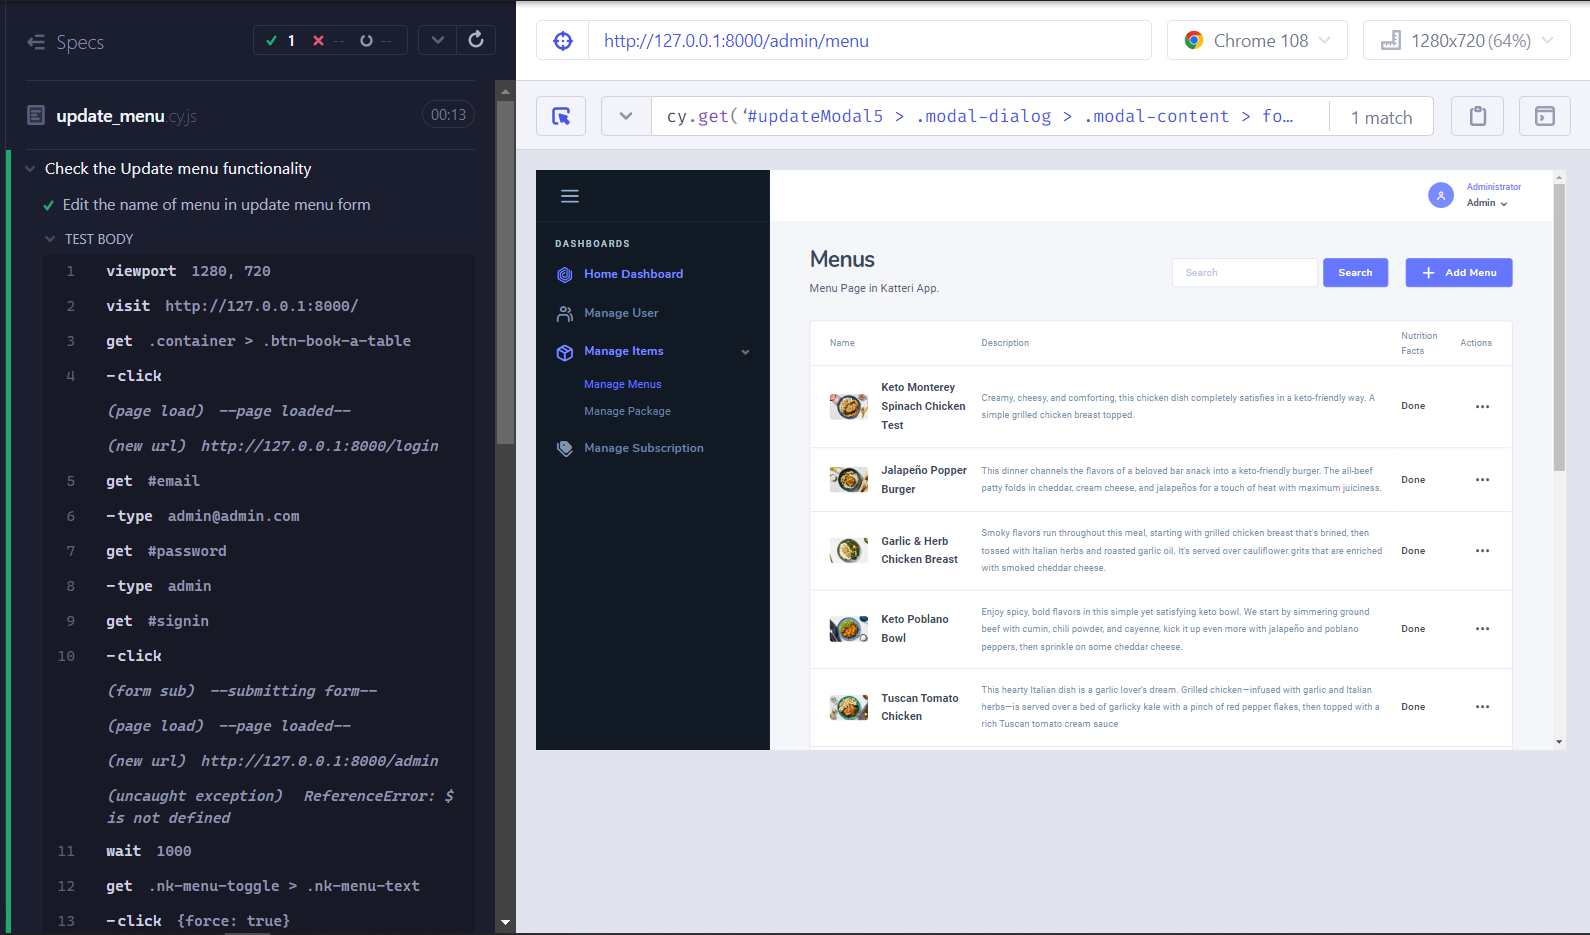 Specs
1 -- --
update_menu cy.js 00:13
Check the Update menu functionality
Edit the name of menu in update menu form
TEST BODY
1 viewport 1280, 720
2 visit http://127.0.0.1:8000/
3 get .container > .btn-book-a-table
4 -click
(page load) --page loaded--
(new url) http://127.0.0.1:8000/login
5 get #email
6 -type admin@admin.com
7 get #password
8 -type admin
9 get #signin
10 -click
(form sub) --submitting form--
(page load) --page loaded--
(new url) http://127.0.0.1:8000/admin
(uncaught exception) ReferenceError: $
is not defined
11 wait 1000
12 get .nk-menu-toggle > .nk-menu-text
13 -click {force: true}
http://127.0.0.1:8000/admin/menu
Chrome 108
1280x720 (64%)
cy.get(‘#updateModal5 > .modal-dialog > .modal-content > fo…
1 match
DASHBOARDS
Home Dashboard
Manage User
Manage Items
Manage Menus
Manage Package
Manage Subscription
Administrator
Admin
Menus
Menu Page in Katteri App.
Search
Search
Add Menu
Name Description Nutrition Facts Actions
Keto Monterey
Spinach Chicken
Test
Creamy, cheesy, and comforting, this chicken dish completely satisfies in a keto-friendly way. A
simple grilled chicken breast topped.
Done
Jalapeño Popper
Burger
This dinner channels the flavors of a beloved bar snack into a keto-friendly burger. The all-beef
patty folds in cheddar, cream cheese, and jalapeños for a touch of heat with maximum juiciness.
Done
Garlic & Herb
Chicken Breast
Smoky flavors run throughout this meal, starting with grilled chicken breast that's brined, then
tossed with Italian herbs and roasted garlic oil. It's served over cauliflower grits that are enriched
with smoked cheddar cheese.
Done
Keto Poblano
Bowl
Enjoy spicy, bold flavors in this simple yet satisfying keto bowl. We start by simmering ground
beef with cumin, chili powder, and cayenne, kick it up even more with jalapeño and poblano
peppers, then sprinkle on some cheddar cheese.
Done
Tuscan Tomato
Chicken
This hearty Italian dish is a garlic lover's dream. Grilled chicken—infused with garlic and Italian
herbs—is served over a bed of garlicky kale with a pinch of red pepper flakes, then topped with a
rich Tuscan tomato cream sauce
Done